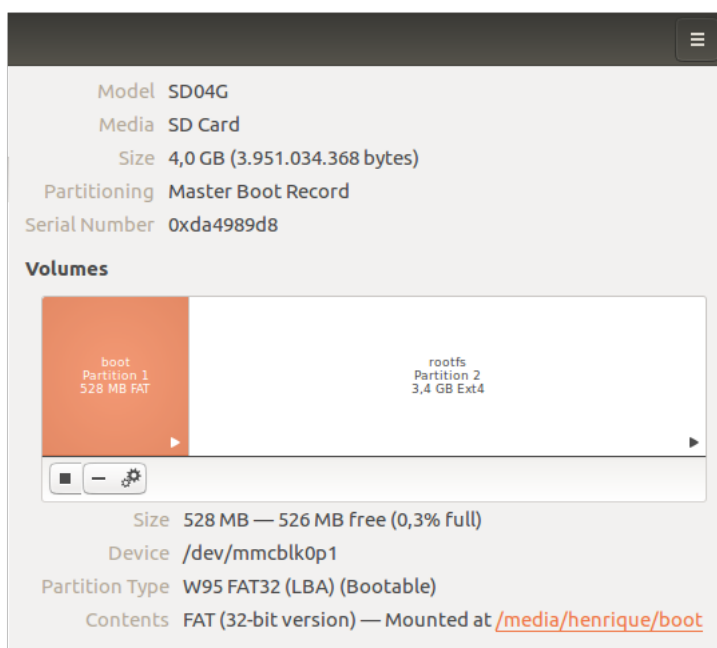 Model SD04G
Media SD Card
Size 4,0 GB (3.951.034.368 bytes)
Partitioning Master Boot Record
Serial Number 0xda4989d8
Volumes
boot
Partition 1
528 MB FAT
rootfs
Partition 2
3,4 GB Ext4
Size 528 MB — 526 MB free (0,3% full)
Device /dev/mmcblk0p1
Partition Type W95 FAT32 (LBA) (Bootable)
Contents FAT (32-bit version) — Mounted at /media/henrique/boot